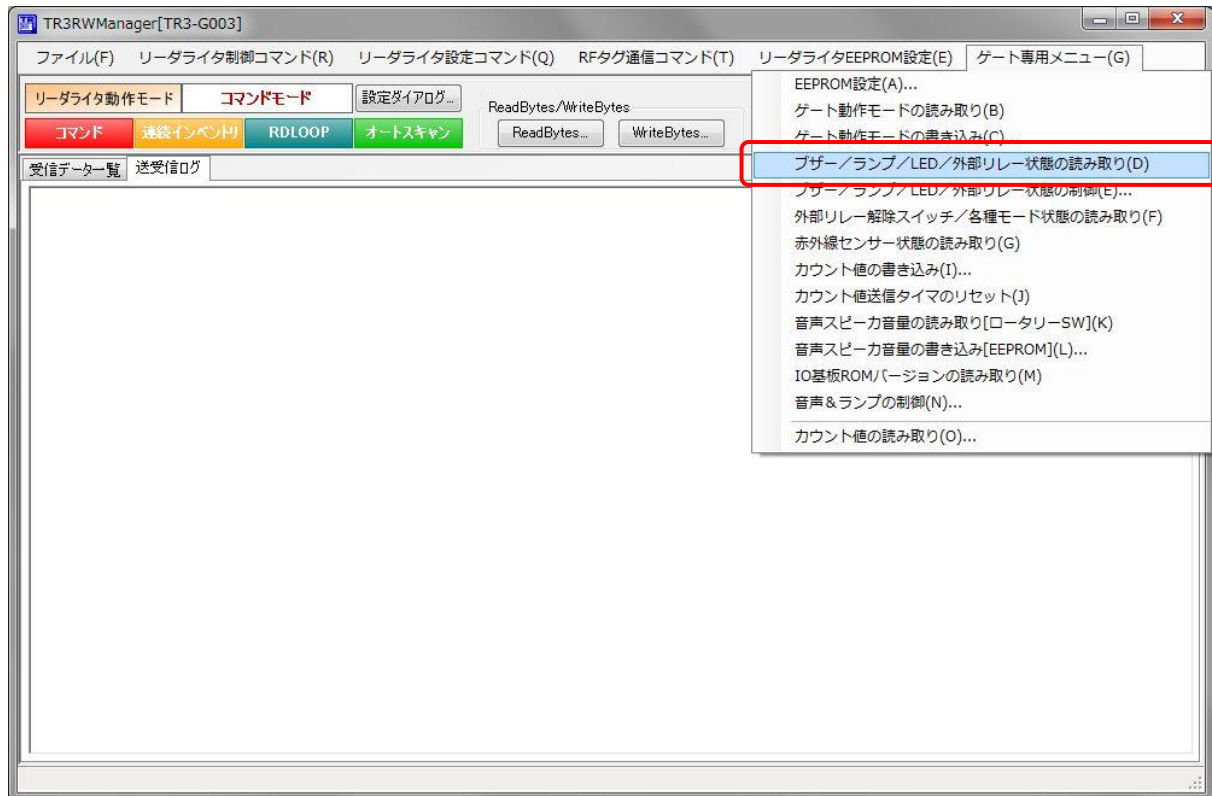 TR3RWManager[TR3-G003]
ファイル(F) リーダライタ制御コマンド(R) リーダライタ設定コマンド(Q) RFタグ通信コマンド(T) リーダライタEEPROM設定(E) ゲート専用メニュー(G)
リーダライタ動作モード コマンドモード 設定ダイアログ...
ReadBytes/WriteBytes
コマンド 連続インベントリ RDLOOP オートスキャン ReadBytes... WriteBytes...
受信データ一覧 送受信ログ
EEPROM設定(A)...
ゲート動作モードの読み取り(B)
ゲート動作モードの書き込み(C)...
ブザー／ランプ／LED／外部リレー状態の読み取り(D)
ブザー／ランプ／LED／外部リレー状態の制御(E)...
外部リレー解除スイッチ／各種モード状態の読み取り(F)
赤外線センサー状態の読み取り(G)
カウント値の書き込み(I)...
カウント値送信タイマのリセット(J)
音声スピーカ音量の読み取り[ロータリーSW](K)
音声スピーカ音量の書き込み[EEPROM](L)...
IO基板ROMバージョンの読み取り(M)
音声＆ランプの制御(N)...
カウント値の読み取り(O)...